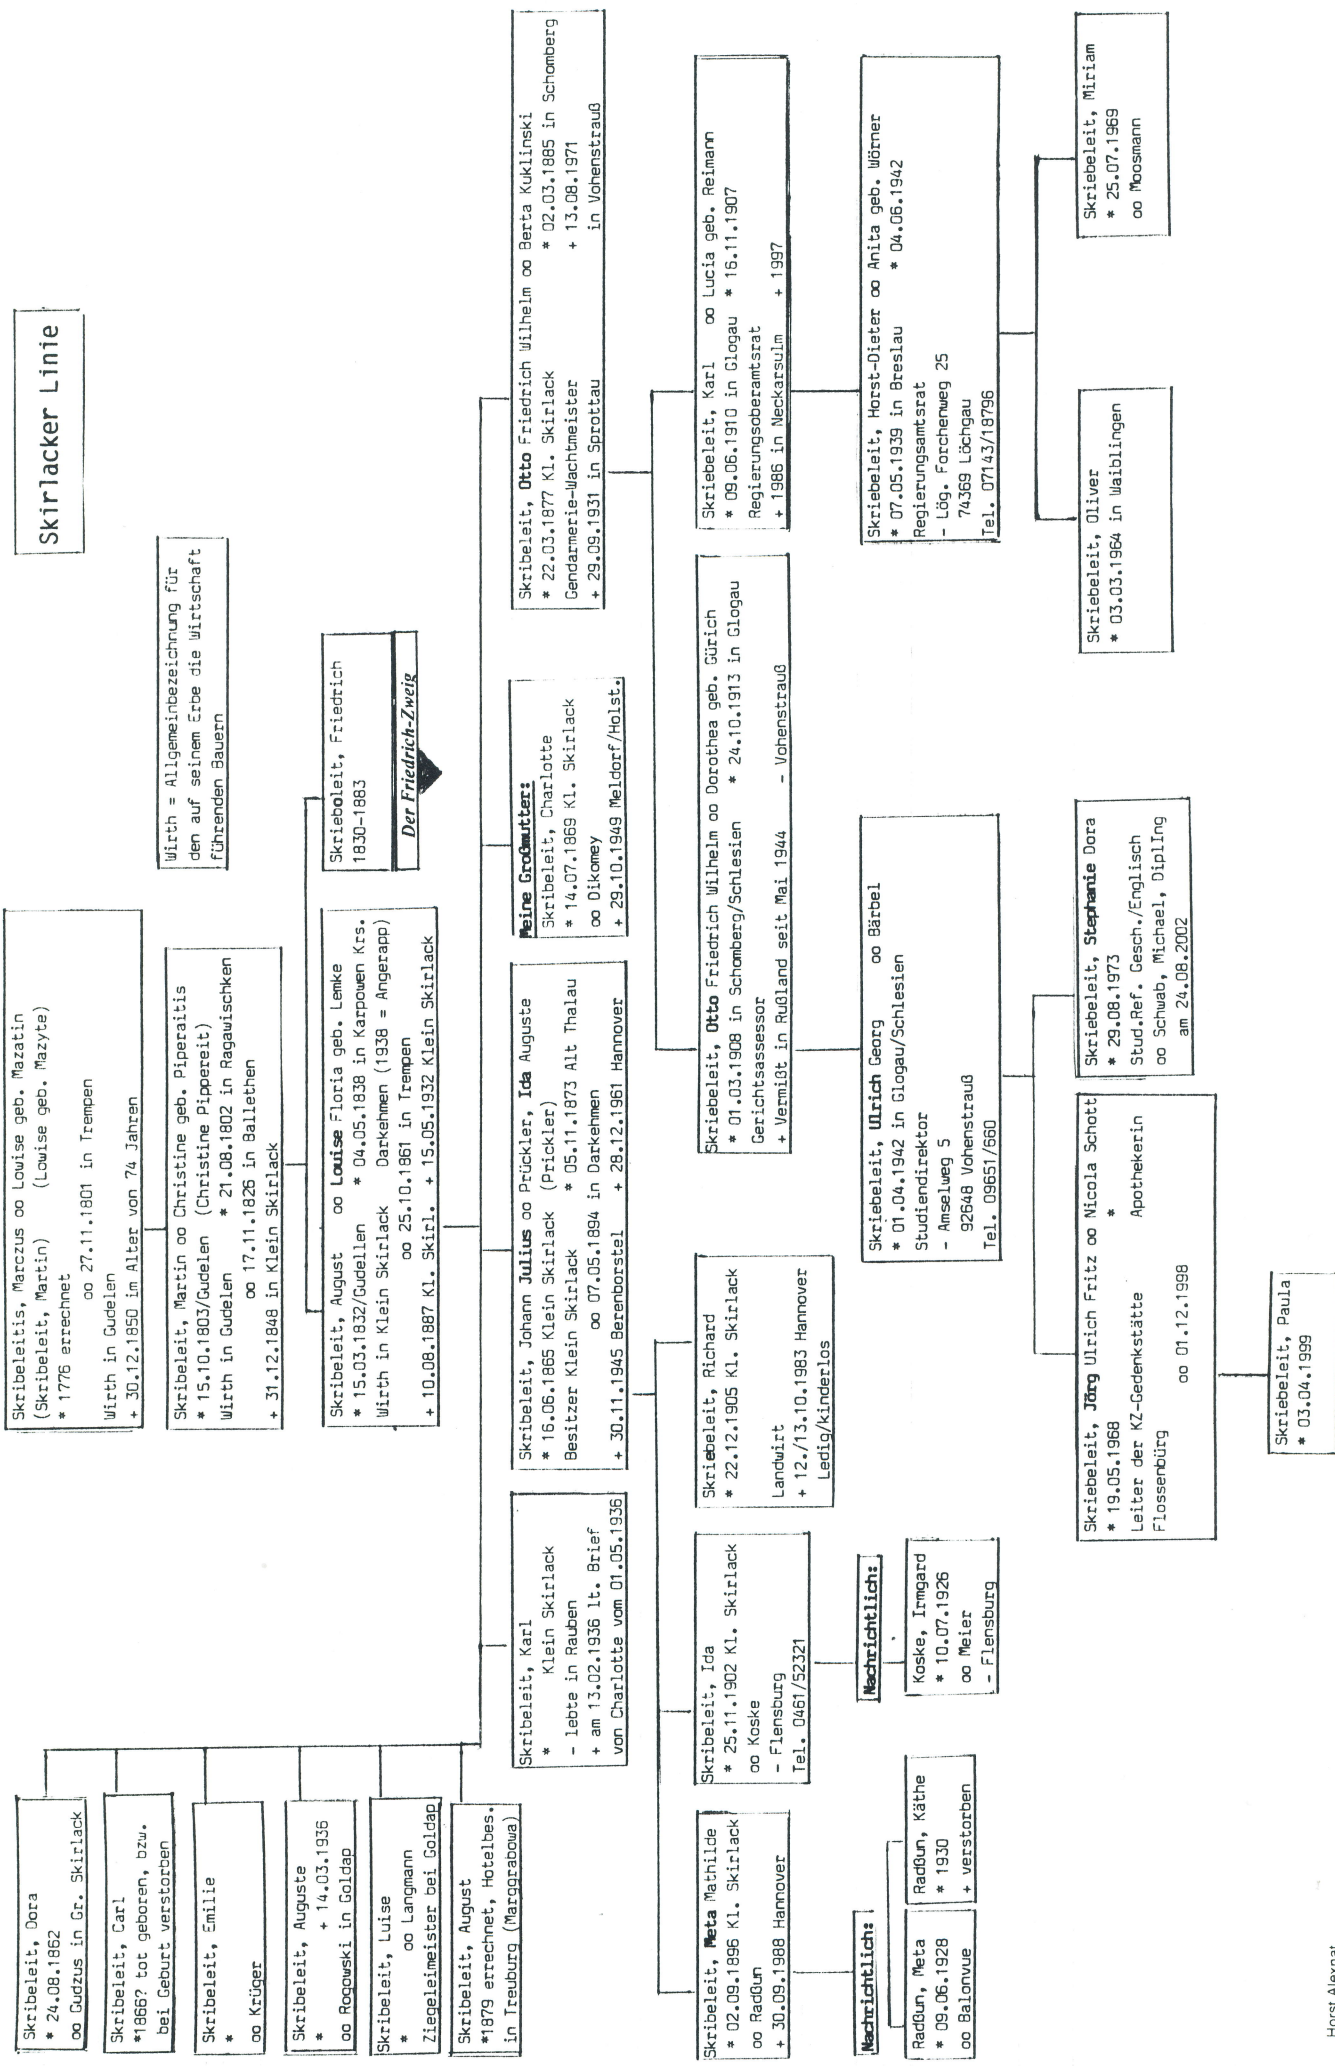 Skirlacker Linie
Skribeleitis, Marczus oo Lowise geb. Mazatin
(Skribeleit, Martin) (Lowise geb. Mazyte)
* 1776 errechnet
oo 27.11.1801 in Trempen
Wirth in Gudelen
+ 30.12.1850 im Alter von 74 Jahren
Wirth = Allgemeinbezeichnung für
den auf seinem Erbe die Wirtschaft
führenden Bauern
Skribeleit, Martin oo Christine geb. Piperaitis
* 15.10.1803/Gudelen (Christine Pippereit)
Wirth in Gudelen * 21.08.1802 in Ragawischken
oo 17.11.1826 in Ballethen
+ 31.12.1848 in Klein Skirlack
Skribeleit, August oo Louise Floria geb. Lemke
* 15.03.1832/Gudellen * 04.05.1838 in Karpowen Krs.
Wirth in Klein Skirlack Darkehmen (1938 = Angerapp)
oo 25.10.1861 in Trempen
+ 10.08.1887 Kl. Skirl. + 15.05.1932 Klein Skirlack
Skrieboleit, Friedrich
1830-1883
Der Friedrich-Zweig
Skribeleit, Dora
* 24.08.1862
oo Gudzus in Gr. Skirlack
Skribeleit, Carl
*1866? tot geboren, bzw.
bei Geburt verstorben
Skribeleit, Emilie
*
oo Krüger
Skribeleit, Auguste
* + 14.03.1936
oo Rogowski in Goldap
Skribeleit, Luise
* oo Langmann
Ziegeleimeister bei Goldap
Skribeleit, August
*1879 errechnet, Hotelbes.
in Treuburg (Marggrabowa)
Skribeleit, Karl
* Klein Skirlack
- lebte in Rauben
+ am 13.02.1936 lt. Brief
von Charlotte vom 01.05.1936
Skribeleit, Johann Julius oo Prückler, Ida Auguste
* 16.06.1865 Klein Skirlack (Prickler)
Besitzer Klein Skirlack * 05.11.1873 Alt Thalau
oo 07.05.1894 in Darkehmen
+ 30.11.1945 Berenborstel + 28.12.1961 Hannover
Meine Großmutter:
Skribeleit, Charlotte
* 14.07.1869 Kl. Skirlack
oo Dikomey
+ 29.10.1949 Meldorf/Holst.
Skribeleit, Otto Friedrich Wilhelm oo Berta Kuklinski
* 22.03.1877 Kl. Skirlack * 02.03.1885 in Schomberg
Gendarmerie-Wachtmeister + 13.08.1971
+ 29.09.1931 in Sprottau in Vohenstrauß
Skribeleit, Meta Mathilde
* 02.09.1896 Kl. Skirlack
oo Radßun
+ 30.09.1988 Hannover
Skribeleit, Ida
* 25.11.1902 Kl. Skirlack
oo Koske
- Flensburg
Tel. 0461/52321
Skriebeleit, Richard
* 22.12.1905 Kl. Skirlack
Landwirt
+ 12./13.10.1983 Hannover
Ledig/kinderlos
Skriebeleit, Otto Friedrich Wilhelm oo Dorothea geb. Gürich
* 01.03.1908 in Schomberg/Schlesien * 24.10.1913 in Glogau
Gerichtsassessor
+ Vermißt in Rußland seit Mai 1944 - Vohenstrauß
Skriebeleit, Karl oo Lucia geb. Reimann
* 09.06.1910 in Glogau * 16.11.1907
Regierungsoberamtsrat
+ 1986 in Neckarsulm + 1997
Nachrichtlich:
Radßun, Meta
* 09.06.1928
oo Balonvue
Radßun, Käthe
* 1930
+ verstorben
Nachrichtlich:
Koske, Irmgard
* 10.07.1926
oo Meier
- Flensburg
Skriebeleit, Ulrich Georg oo Bärbel
* 01.04.1942 in Glogau/Schlesien
Studiendirektor
- Amselweg 5
92648 Vohenstrauß
Tel. 09651/660
Skriebeleit, Horst-Dieter oo Anita geb. Wörner
* 07.05.1939 in Breslau * 04.06.1942
Regierungsamtsrat
- Lög. Forchenweg 25
74369 Löchgau
Tel. 07143/18796
Skriebeleit, Jörg Ulrich Fritz oo Nicola Schott
* 19.05.1968 *
Leiter der KZ-Gedenkstätte Apothekerin
Flossenbürg
oo 01.12.1998
Skriebeleit, Stephanie Dora
* 29.08.1973
Stud.Ref. Gesch./Englisch
oo Schwab, Michael, DiplIng
am 24.08.2002
Skriebeleit, Oliver
* 03.03.1964 in Waiblingen
Skriebeleit, Miriam
* 25.07.1969
oo Moosmann
Skriebeleit, Paula
* 03.04.1999
Horst Alexnat